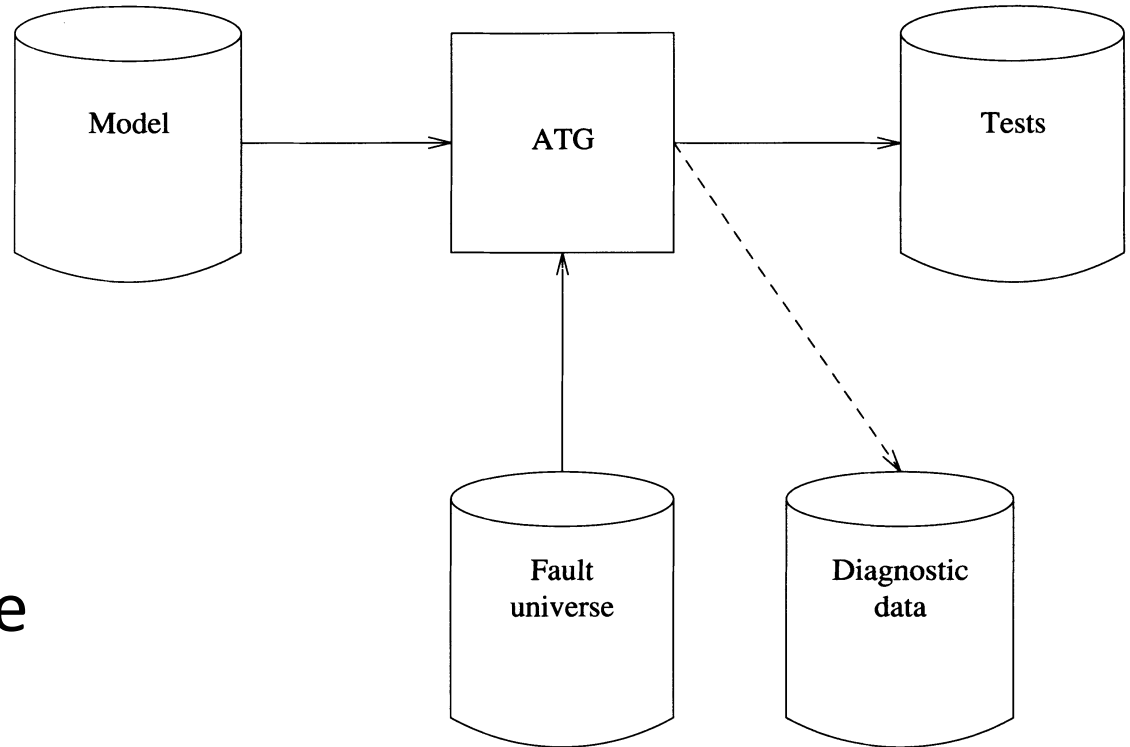 Model
ATG
Tests
Fault
universe
Diagnostic
data
e